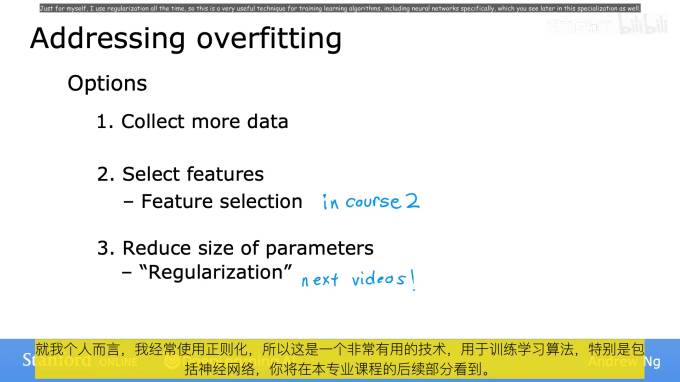 Just for myself, I use regularization all the time, so this is a very useful technique for training learning algorithms, including neural networks specifically, which you see later in this specialization as well.
bilibili
Addressing overfitting
Options
1. Collect more data
2. Select features
– Feature selection in course 2
3. Reduce size of parameters
– “Regularization” next videos!
就我个人而言，我经常使用正则化，所以这是一个非常有用的技术，用于训练学习算法，特别是包
括神经网络，你将在本专业课程的后续部分看到。
Stanford ONLINE
Andrew Ng